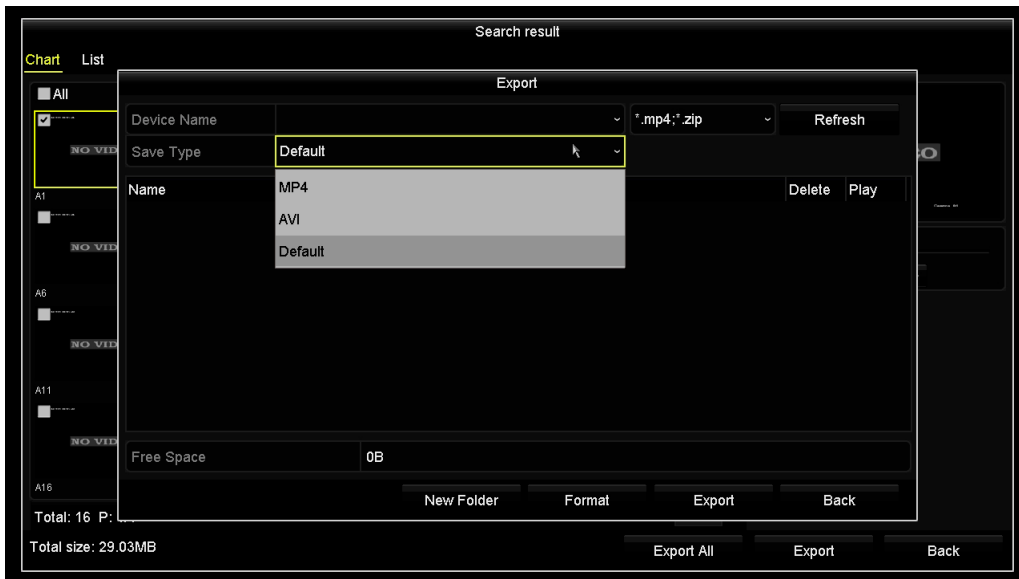 Search result
Chart List
Export
All
Device Name *.mp4;*.zip Refresh
NO VID
Save Type Default
MP4
Name Delete Play
A1
AVI
NO VID
Default
A6
NO VID
A11
NO VID
Free Space 0B
A16
New Folder Format Export Back
Total: 16 P:
Total size: 29.03MB
Export All Export Back